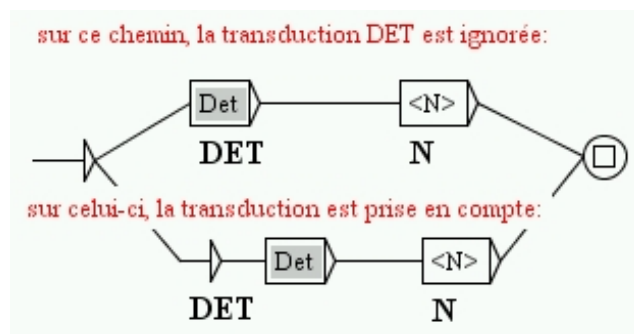 sur ce chemin, la transduction DET est ignorée:
Det <N>
DET N
sur celui-ci, la transduction est prise en compte:
Det <N>
DET N